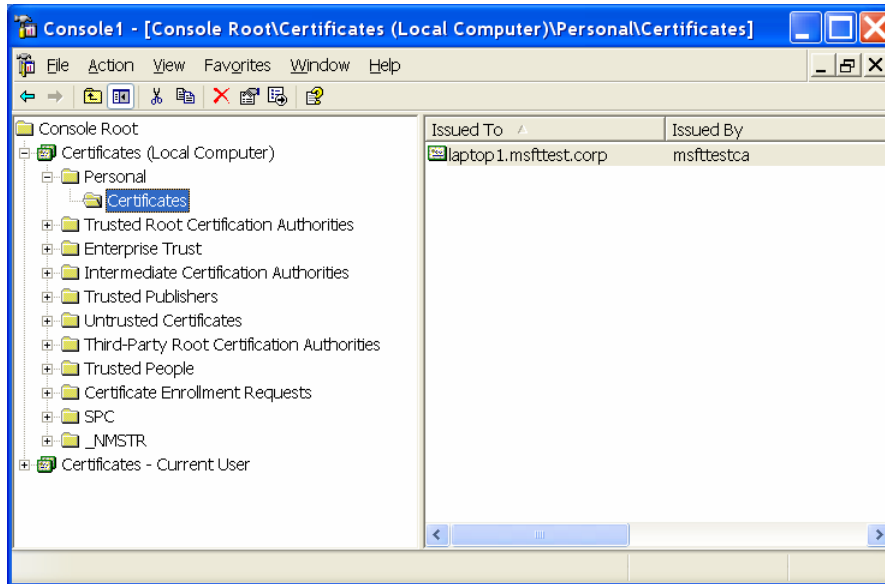 Console1 - [Console Root\Certificates (Local Computer)\Personal\Certificates]
File Action View Favorites Window Help
Console Root
Certificates (Local Computer)
Personal
Certificates
Trusted Root Certification Authorities
Enterprise Trust
Intermediate Certification Authorities
Trusted Publishers
Untrusted Certificates
Third-Party Root Certification Authorities
Trusted People
Certificate Enrollment Requests
SPC
_NMSTR
Certificates - Current User
Issued To Issued By
laptop1.msfttest.corp msfttestca